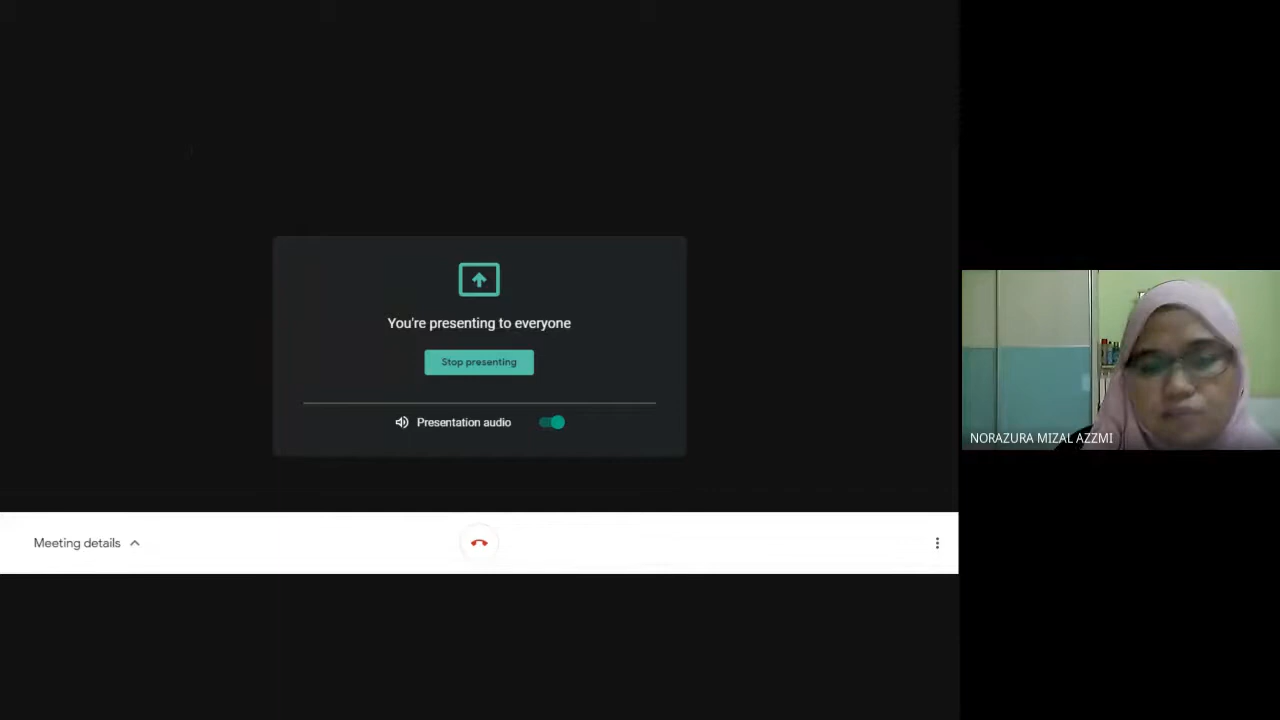 You're presenting to everyone
Stop presenting
Presentation audio
NORAZURA MIZAL AZZMI
Meeting details